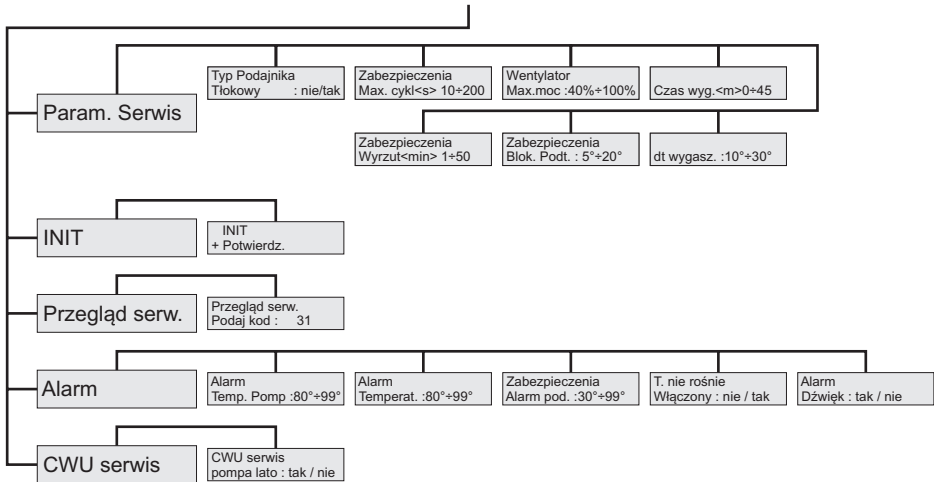 Param. Serwis
Typ Podajnika
Tłokowy : nie/tak
Zabezpieczenia
Max. cykl<s> 10÷200
Wentylator
Max.moc :40%÷100%
Czas wyg.<m>0÷45
Zabezpieczenia
Wyrzut<min> 1÷50
Zabezpieczenia
Blok. Podt. : 5°÷20°
dt wygasz. :10°÷30°
INIT
INIT
+ Potwierdz.
Przegląd serw.
Przegląd serw.
Podaj kod : 31
Alarm
Alarm
Temp. Pomp :80°÷99°
Alarm
Temperat. :80°÷99°
Zabezpieczenia
Alarm pod. :30°÷99°
T. nie rośnie
Włączony : nie / tak
Alarm
Dźwięk : tak / nie
CWU serwis
CWU serwis
pompa lato : tak / nie